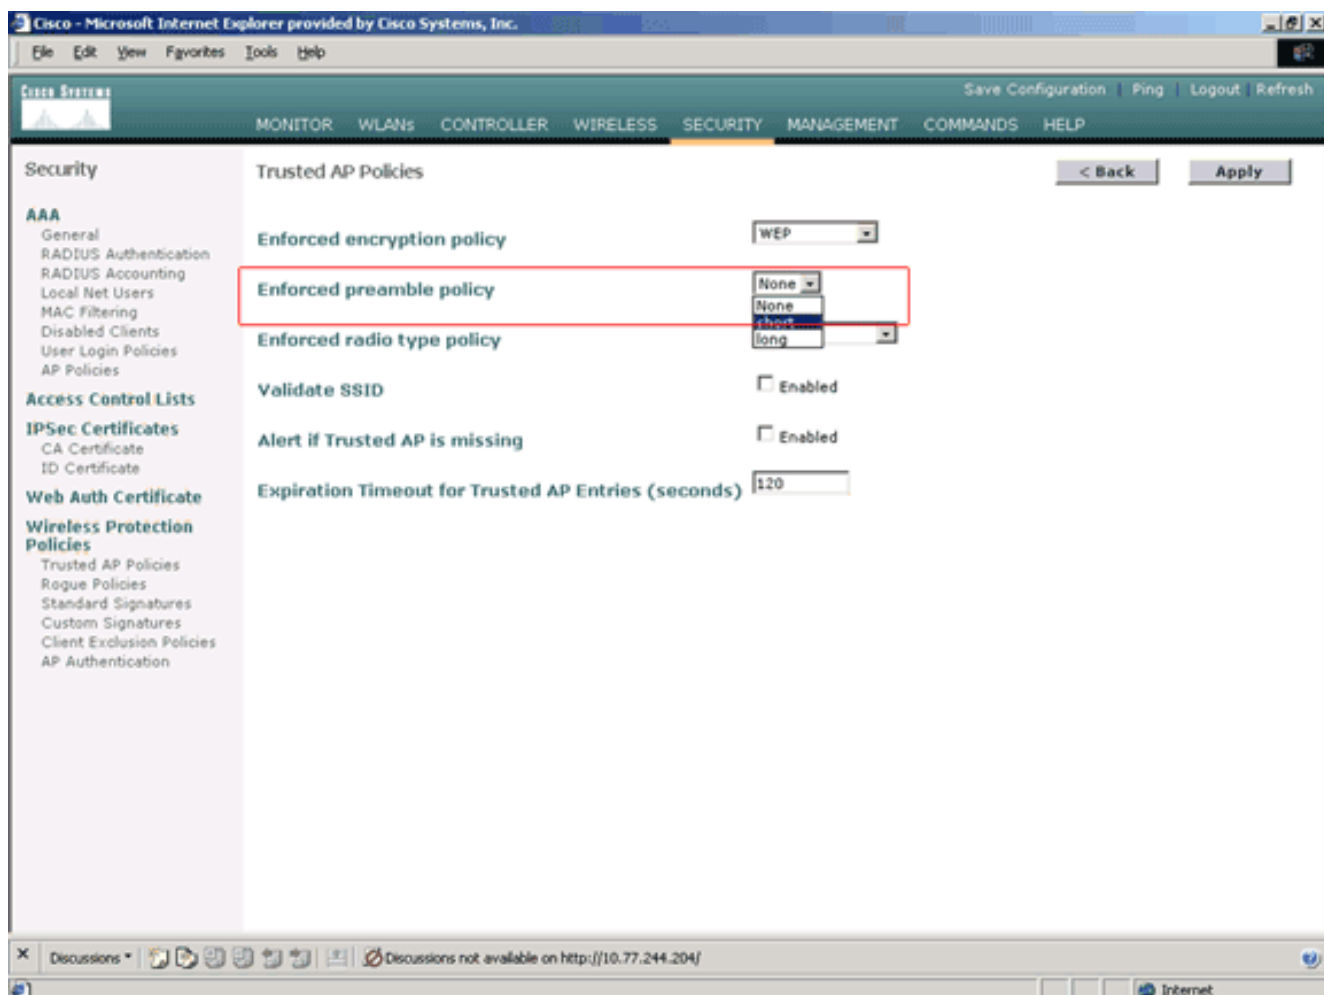 Cisco - Microsoft Internet Explorer provided by Cisco Systems, Inc.
File Edit View Favorites Tools Help
CISCO SYSTEMS
Save Configuration | Ping | Logout | Refresh
MONITOR WLANs CONTROLLER WIRELESS SECURITY MANAGEMENT COMMANDS HELP
Security
AAA
General
RADIUS Authentication
RADIUS Accounting
Local Net Users
MAC Filtering
Disabled Clients
User Login Policies
AP Policies
Access Control Lists
IPSec Certificates
CA Certificate
ID Certificate
Web Auth Certificate
Wireless Protection
Policies
Trusted AP Policies
Rogue Policies
Standard Signatures
Custom Signatures
Client Exclusion Policies
AP Authentication
Trusted AP Policies
< Back
Apply
Enforced encryption policy
WEP
Enforced preamble policy
None
None
short
long
Enforced radio type policy
Validate SSID
Enabled
Alert if Trusted AP is missing
Enabled
Expiration Timeout for Trusted AP Entries (seconds)
120
Discussions
Discussions not available on http://10.77.244.204/
Internet